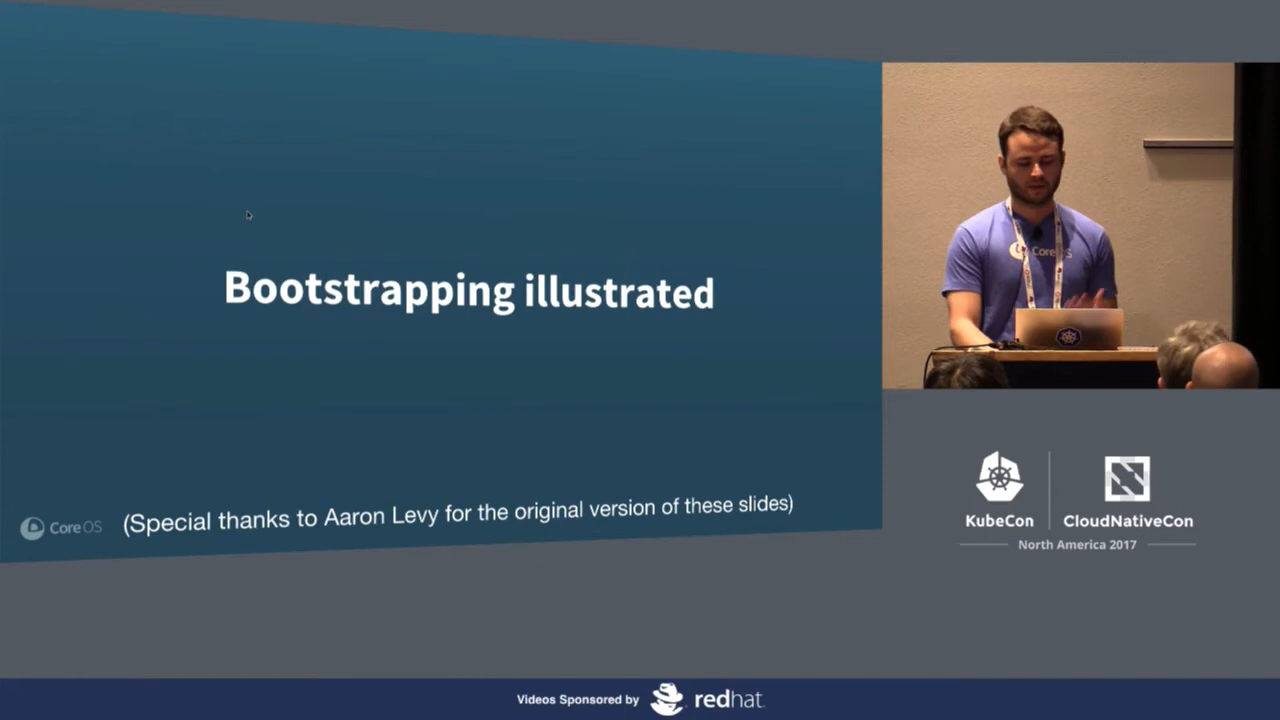 Bootstrapping illustrated
CoreOS
(Special thanks to Aaron Levy for the original version of these slides)
CoreOS
KubeCon
CloudNativeCon
North America 2017
Videos Sponsored by
redhat.